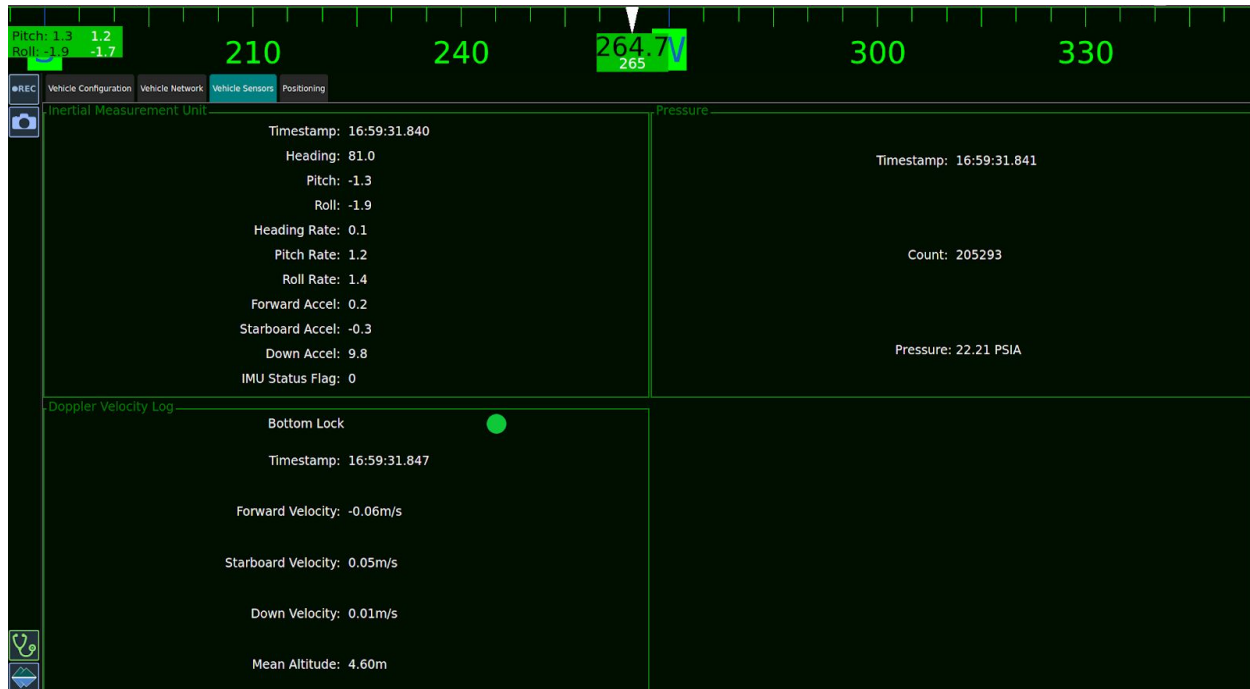 Pitch: 1.3 1.2
Roll: -1.9 -1.7
210 240 264.7 W 300 330
265
●REC
Vehicle Configuration Vehicle Network Vehicle Sensors Positioning
Inertial Measurement Unit
Timestamp: 16:59:31.840
Heading: 81.0
Pitch: -1.3
Roll: -1.9
Heading Rate: 0.1
Pitch Rate: 1.2
Roll Rate: 1.4
Forward Accel: 0.2
Starboard Accel: -0.3
Down Accel: 9.8
IMU Status Flag: 0
Pressure
Timestamp: 16:59:31.841
Count: 205293
Pressure: 22.21 PSIA
Doppler Velocity Log
Bottom Lock
Timestamp: 16:59:31.847
Forward Velocity: -0.06m/s
Starboard Velocity: 0.05m/s
Down Velocity: 0.01m/s
Mean Altitude: 4.60m